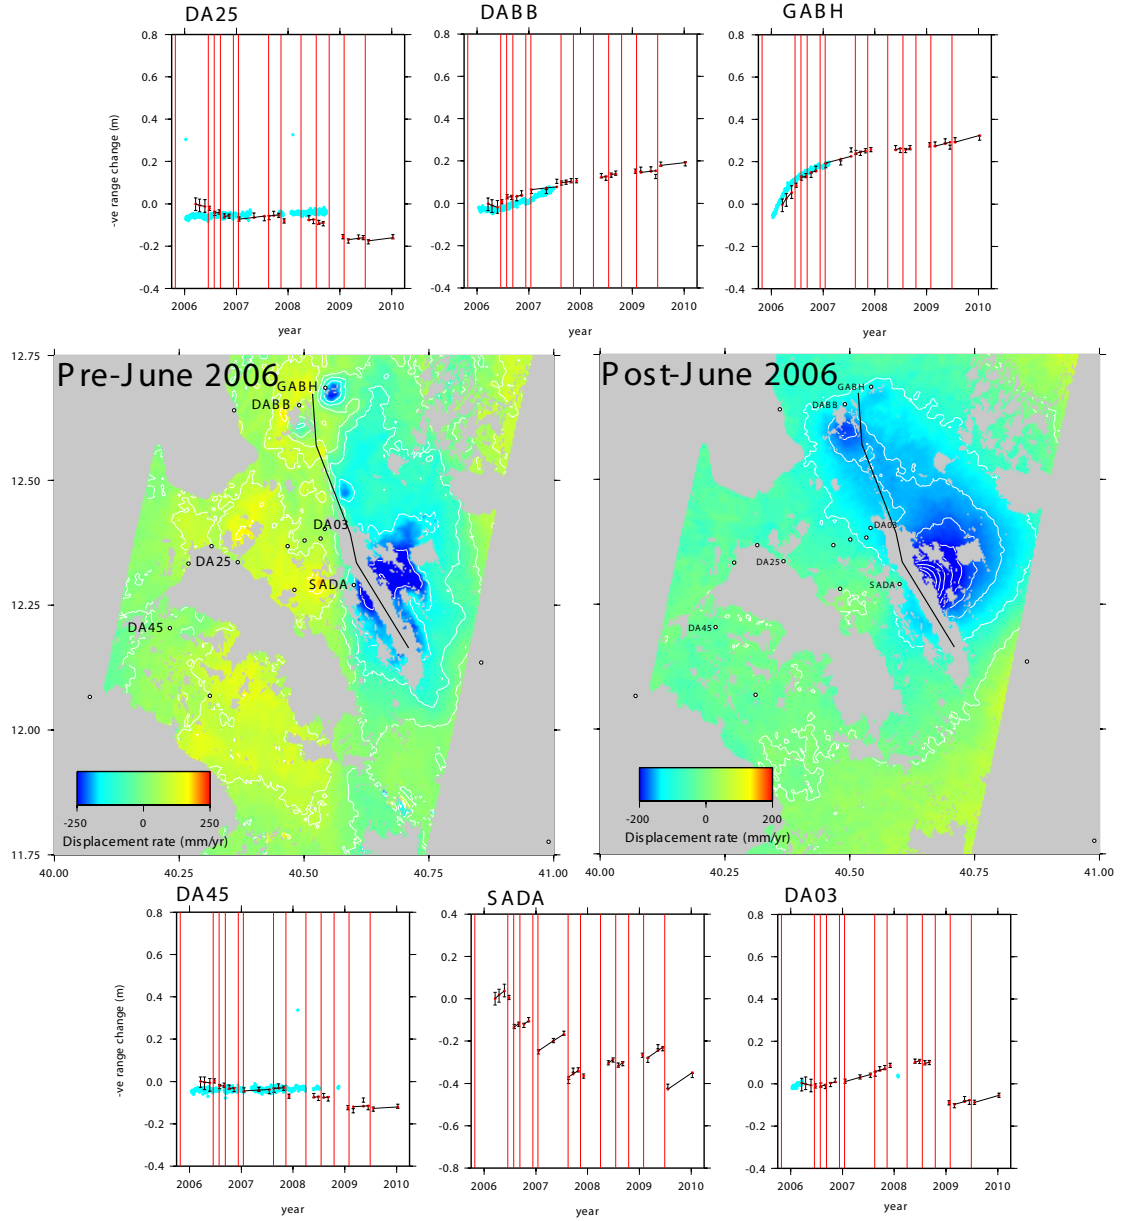 DA25 DABB GABH
0.8 0.8 0.8
0.6 0.6 0.6
0.4 0.4 0.4
0.2 0.2 0.2
0.0 0.0 0.0
-0.2 -0.2 -0.2
-0.4 -0.4 -0.4
-ve range change (m)
2006 2007 2008 2009 2010 2006 2007 2008 2009 2010 2006 2007 2008 2009 2010
year year year
12.75
12.50
12.25
12.00
11.75
Pre-June 2006
GABH
DABB
DA03
DA25
SADA
DA45
-250 0 250
Displacement rate (mm/yr)
40.00 40.25 40.50 40.75 41.00
Post-June 2006
GABH
DABB
DA03
DA25
SADA
DA45
-200 0 200
Displacement rate (mm/yr)
40.00 40.25 40.50 40.75 41.00
DA45 SADA DA03
0.8 0.4 0.8
0.6 0.2 0.6
0.4 0.0 0.4
0.2 -0.2 0.2
0.0 -0.4 0.0
-0.2 -0.6 -0.2
-0.4 -0.8 -0.4
-ve range change (m)
2006 2007 2008 2009 2010 2006 2007 2008 2009 2010 2006 2007 2008 2009 2010
year year year